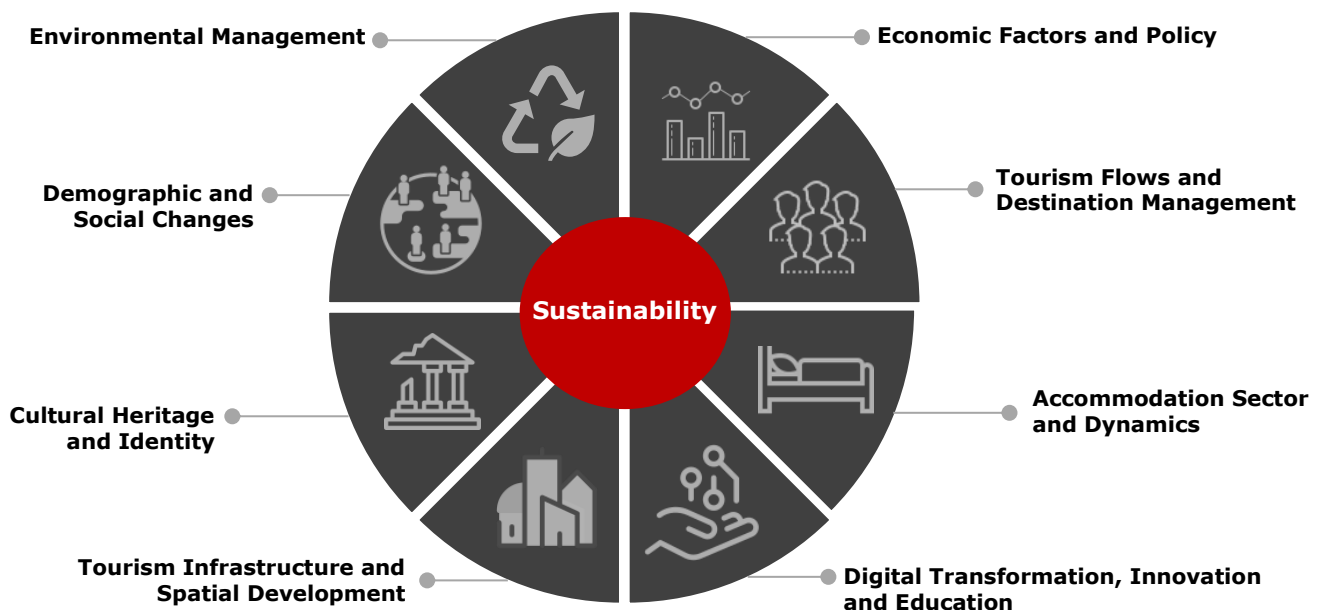 Environmental Management
Economic Factors and Policy
Demographic and
Social Changes
Tourism Flows and
Destination Management
Sustainability
Cultural Heritage
and Identity
Accommodation Sector
and Dynamics
Tourism Infrastructure and
Spatial Development
Digital Transformation, Innovation
and Education